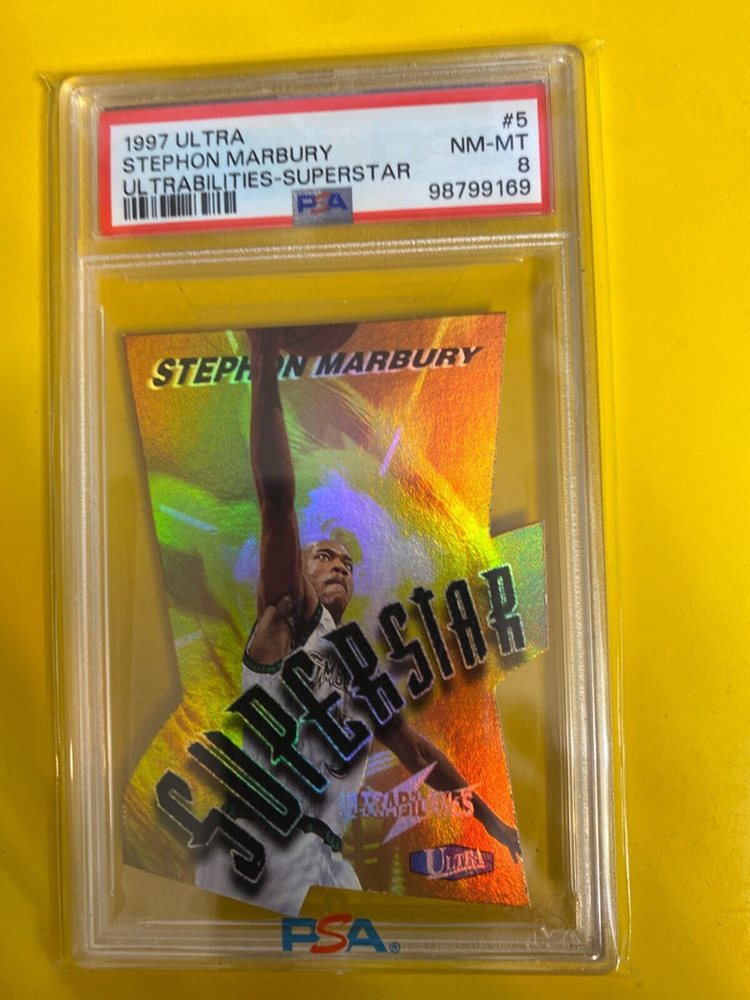 1997 ULTRA #5
STEPHON MARBURY NM-MT
ULTRABILITIES-SUPERSTAR 8
PSA 98799169
STEPHON MARBURY
SUPERSTAR
ULTRABILITIES
ULTRA
PSA